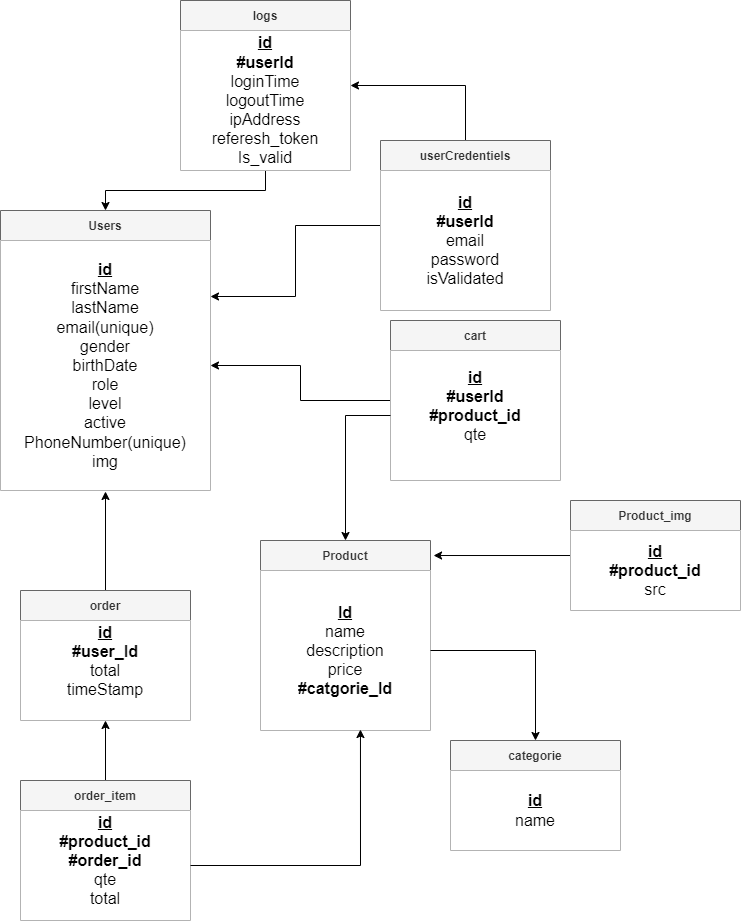 logs
id
#userId
loginTime
logoutTime
ipAddress
referesh_token
Is_valid
userCredentiels
id
#userId
email
password
isValidated
Users
id
firstName
lastName
email(unique)
gender
birthDate
role
level
active
PhoneNumber(unique)
img
cart
id
#userId
#product_id
qte
Product_img
id
#product_id
src
Product
Id
name
description
price
#catgorie_Id
order
id
#user_Id
total
timeStamp
categorie
id
name
order_item
id
#product_id
#order_id
qte
total